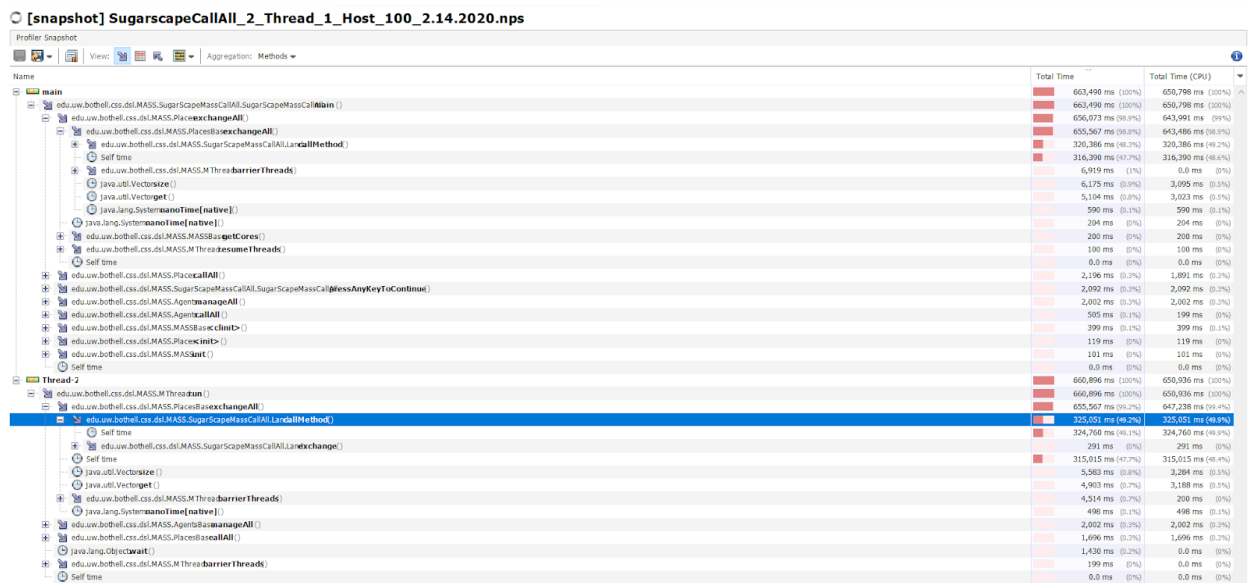 [snapshot] SugarscapeCallAll_2_Thread_1_Host_100_2.14.2020.nps
Profiler Snapshot
View: Aggregation: Methods
Name Total Time Total Time (CPU)
main 663,490 ms (100%) 650,798 ms (100%)
edu.uw.bothell.css.dsl.MASS.SugarScapeMassCallAll.SugarScapeMassCallAll.main () 663,490 ms (100%) 650,798 ms (100%)
edu.uw.bothell.css.dsl.MASS.Places.exchangeAll() 656,073 ms (98.9%) 643,991 ms (99%)
edu.uw.bothell.css.dsl.MASS.PlacesBase.exchangeAll() 655,567 ms (98.8%) 643,486 ms (98.9%)
edu.uw.bothell.css.dsl.MASS.SugarScapeMassCallAll.Land.callMethod() 320,386 ms (48.3%) 320,386 ms (49.2%)
Self time 316,390 ms (47.7%) 316,390 ms (48.6%)
edu.uw.bothell.css.dsl.MASS.MThread.barrierThreads() 6,919 ms (1%) 0.0 ms (0%)
java.util.Vector.size () 6,175 ms (0.9%) 3,095 ms (0.5%)
java.util.Vector.get () 5,104 ms (0.8%) 3,023 ms (0.5%)
java.lang.System.nanoTime[native]() 590 ms (0.1%) 590 ms (0.1%)
java.lang.System.nanoTime[native]() 204 ms (0%) 204 ms (0%)
edu.uw.bothell.css.dsl.MASS.MASSBase.getCores() 200 ms (0%) 200 ms (0%)
edu.uw.bothell.css.dsl.MASS.MThread.resumeThreads() 100 ms (0%) 100 ms (0%)
Self time 0.0 ms (0%) 0.0 ms (0%)
edu.uw.bothell.css.dsl.MASS.Places.callAll () 2,196 ms (0.3%) 1,891 ms (0.3%)
edu.uw.bothell.css.dsl.MASS.SugarScapeMassCallAll.SugarScapeMassCallAll.pressAnyKeyToContinue() 2,092 ms (0.3%) 2,092 ms (0.3%)
edu.uw.bothell.css.dsl.MASS.Agents.manageAll () 2,002 ms (0.3%) 2,002 ms (0.3%)
edu.uw.bothell.css.dsl.MASS.Agents.callAll () 505 ms (0.1%) 199 ms (0%)
edu.uw.bothell.css.dsl.MASS.MASSBase.<clinit> () 399 ms (0.1%) 399 ms (0.1%)
edu.uw.bothell.css.dsl.MASS.Places.<init> () 119 ms (0%) 119 ms (0%)
edu.uw.bothell.css.dsl.MASS.MASS.init () 101 ms (0%) 101 ms (0%)
Self time 0.0 ms (0%) 0.0 ms (0%)
Thread-2 660,896 ms (100%) 650,936 ms (100%)
edu.uw.bothell.css.dsl.MASS.MThread.run () 660,896 ms (100%) 650,936 ms (100%)
edu.uw.bothell.css.dsl.MASS.PlacesBase.exchangeAll() 655,567 ms (99.2%) 647,238 ms (99.4%)
edu.uw.bothell.css.dsl.MASS.SugarScapeMassCallAll.Land.callMethod() 325,051 ms (49.2%) 325,051 ms (49.9%)
Self time 324,760 ms (49.1%) 324,760 ms (49.9%)
edu.uw.bothell.css.dsl.MASS.SugarScapeMassCallAll.Land.exchange() 291 ms (0%) 291 ms (0%)
Self time 315,015 ms (47.7%) 315,015 ms (48.4%)
java.util.Vector.size () 5,583 ms (0.8%) 3,284 ms (0.5%)
java.util.Vector.get () 4,903 ms (0.7%) 3,188 ms (0.5%)
edu.uw.bothell.css.dsl.MASS.MThread.barrierThreads() 4,514 ms (0.7%) 200 ms (0%)
java.lang.System.nanoTime[native]() 498 ms (0.1%) 498 ms (0.1%)
edu.uw.bothell.css.dsl.MASS.AgentsBase.manageAll () 2,002 ms (0.3%) 2,002 ms (0.3%)
edu.uw.bothell.css.dsl.MASS.PlacesBase.callAll () 1,696 ms (0.3%) 1,696 ms (0.3%)
java.lang.Object.wait () 1,430 ms (0.2%) 0.0 ms (0%)
edu.uw.bothell.css.dsl.MASS.MThread.barrierThreads() 199 ms (0%) 0.0 ms (0%)
Self time 0.0 ms (0%) 0.0 ms (0%)